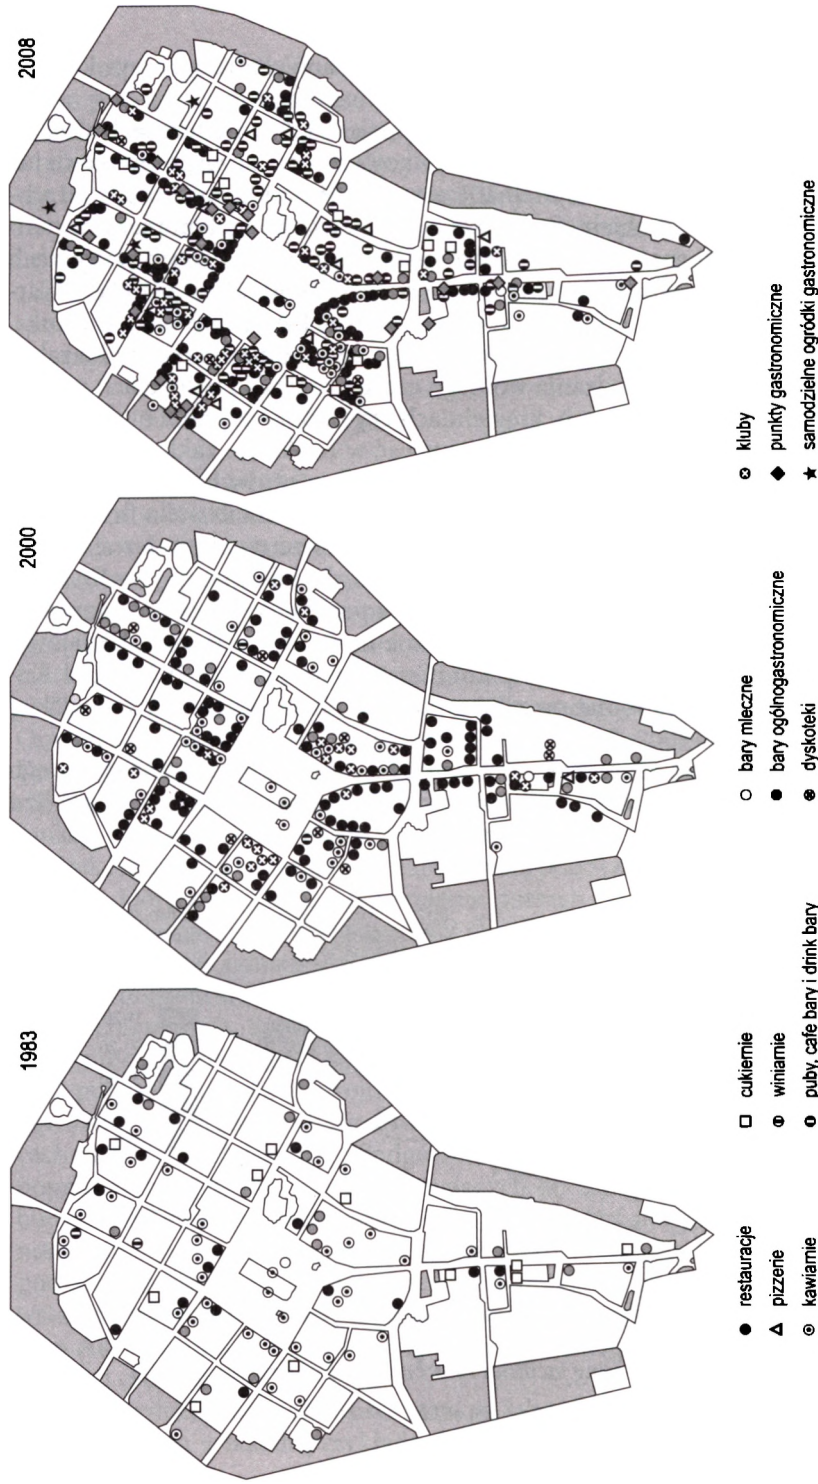 1983
2000
2008
restauracje
pizzerie
kawiarnie
cukiernie
winiarnie
puby, cafe bary i drink bary
bary mleczne
bary ogólnogastronomiczne
dyskoteki
kluby
punkty gastronomiczne
samodzielne ogródki gastronomiczne